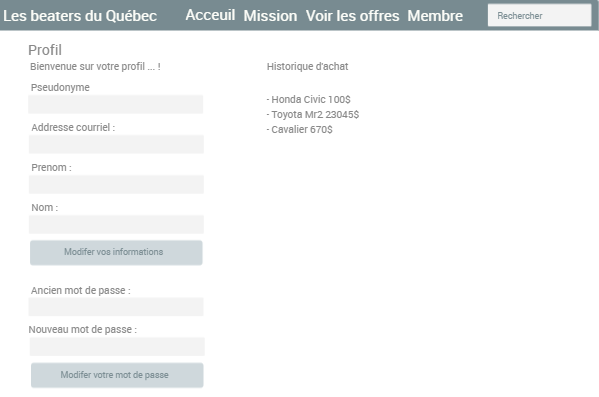 Les beaters du Québec Acceuil Mission Voir les offres Membre Rechercher
Profil
Bienvenue sur votre profil ... !
Pseudonyme
Addresse courriel :
Prenom :
Nom :
Modifer vos informations
Ancien mot de passe :
Nouveau mot de passe :
Modifer votre mot de passe
Historique d'achat
- Honda Civic 100$
- Toyota Mr2 23045$
- Cavalier 670$